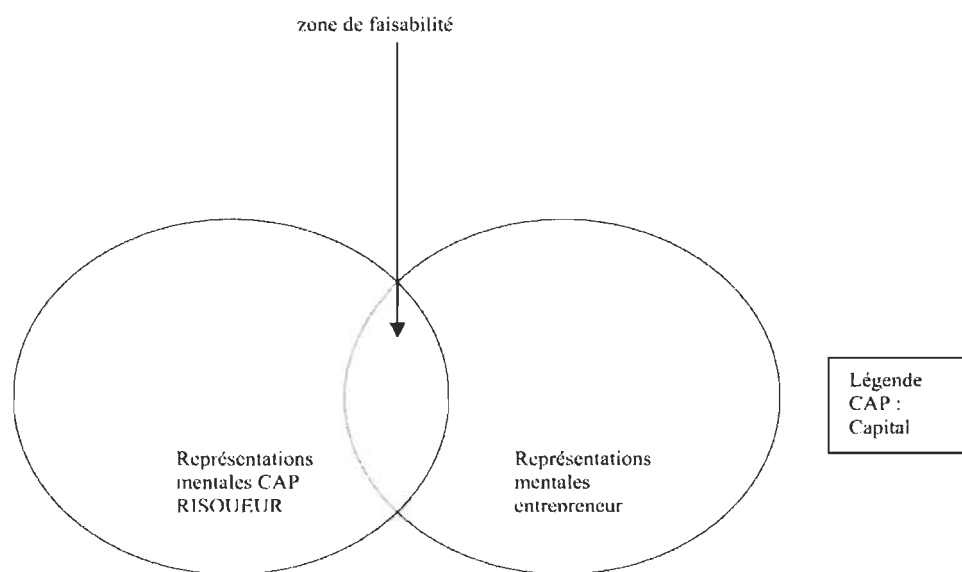 zone de faisabilité
Représentations
mentales CAP
RISQUEUR
Représentations
mentales
entrepreneur
Légende
CAP :
Capital